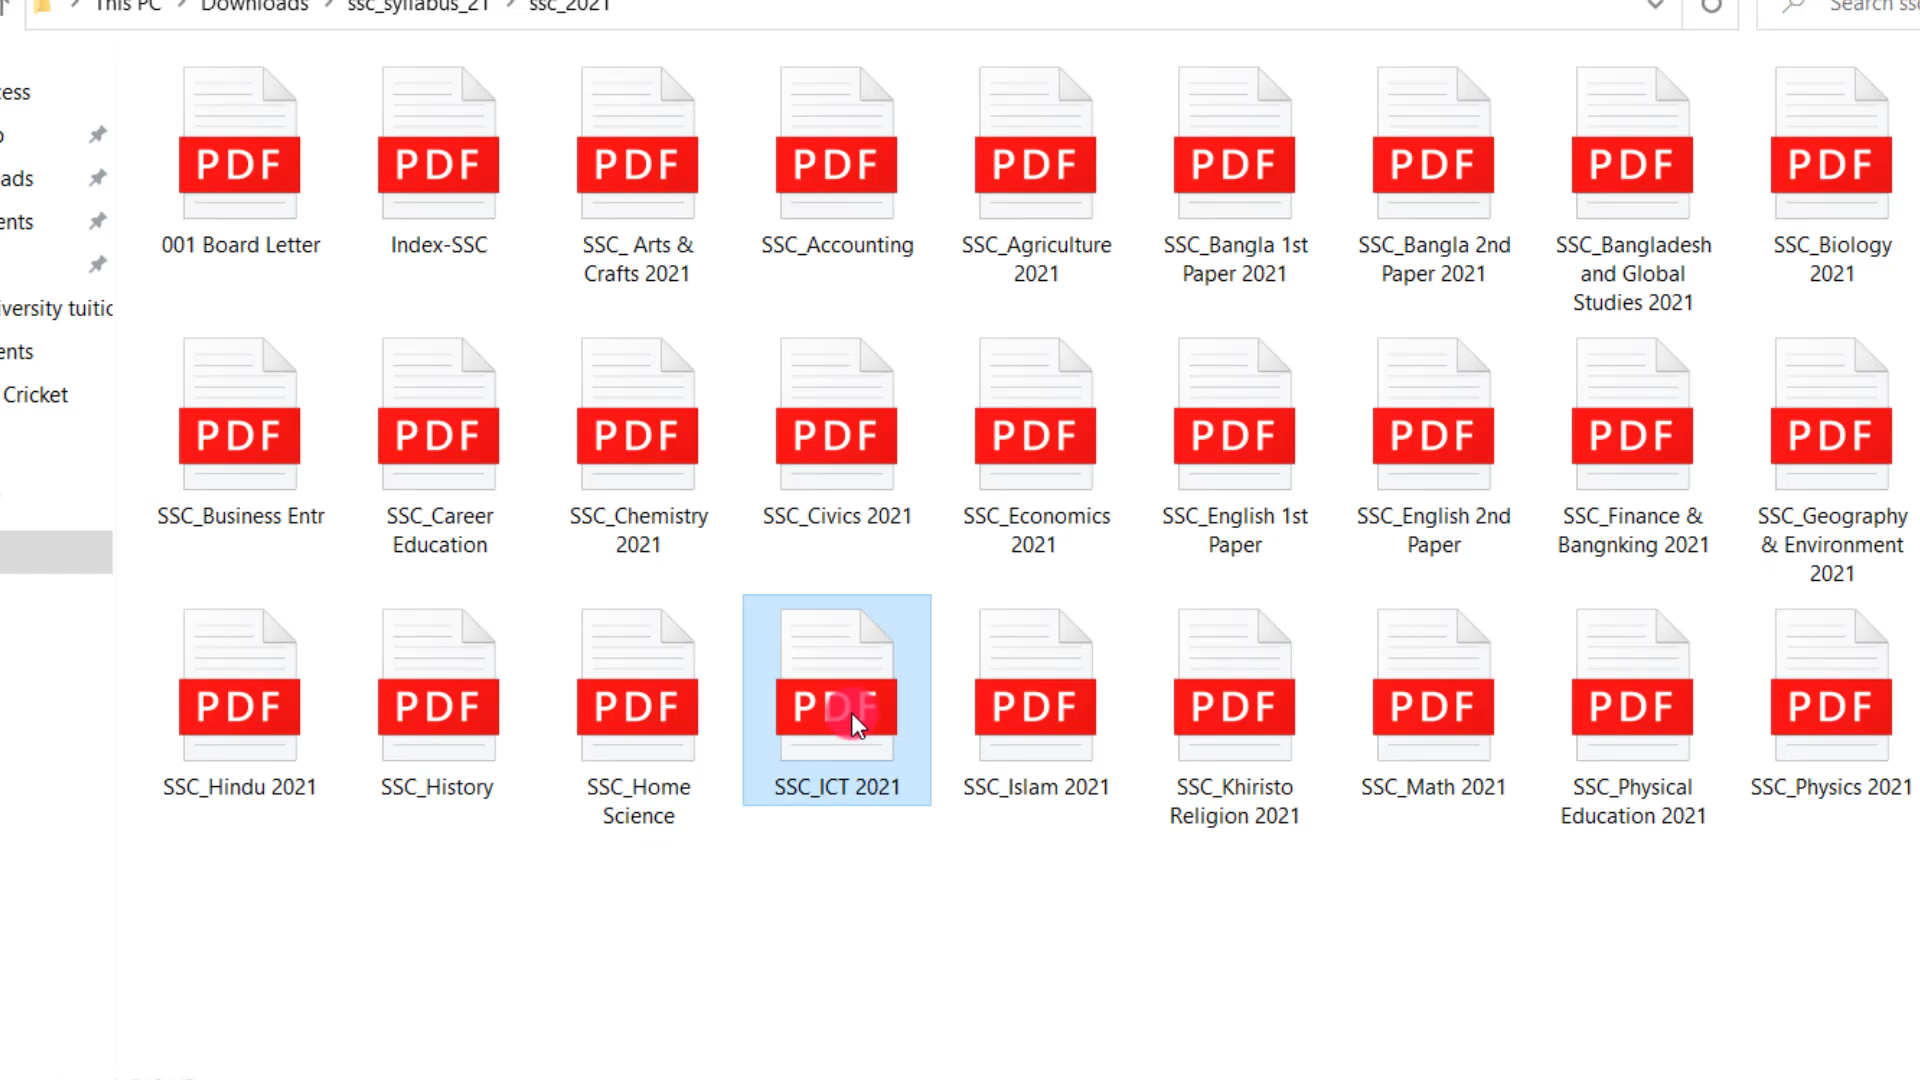 This PC > Downloads > ssc_syllabus_21 > ssc_2021
Search ss
cess
ads
ents
iversity tuitic
ents
Cricket
PDF PDF PDF PDF PDF PDF PDF PDF PDF
001 Board Letter
Index-SSC
SSC_ Arts &
Crafts 2021
SSC_Accounting
SSC_Agriculture
2021
SSC_Bangla 1st
Paper 2021
SSC_Bangla 2nd
Paper 2021
SSC_Bangladesh
and Global
Studies 2021
SSC_Biology
2021
PDF PDF PDF PDF PDF PDF PDF PDF PDF
SSC_Business Entr
SSC_Career
Education
SSC_Chemistry
2021
SSC_Civics 2021
SSC_Economics
2021
SSC_English 1st
Paper
SSC_English 2nd
Paper
SSC_Finance &
Bangnking 2021
SSC_Geography
& Environment
2021
PDF PDF PDF PDF PDF PDF PDF PDF PDF
SSC_Hindu 2021
SSC_History
SSC_Home
Science
SSC_ICT 2021
SSC_Islam 2021
SSC_Khiristo
Religion 2021
SSC_Math 2021
SSC_Physical
Education 2021
SSC_Physics 2021